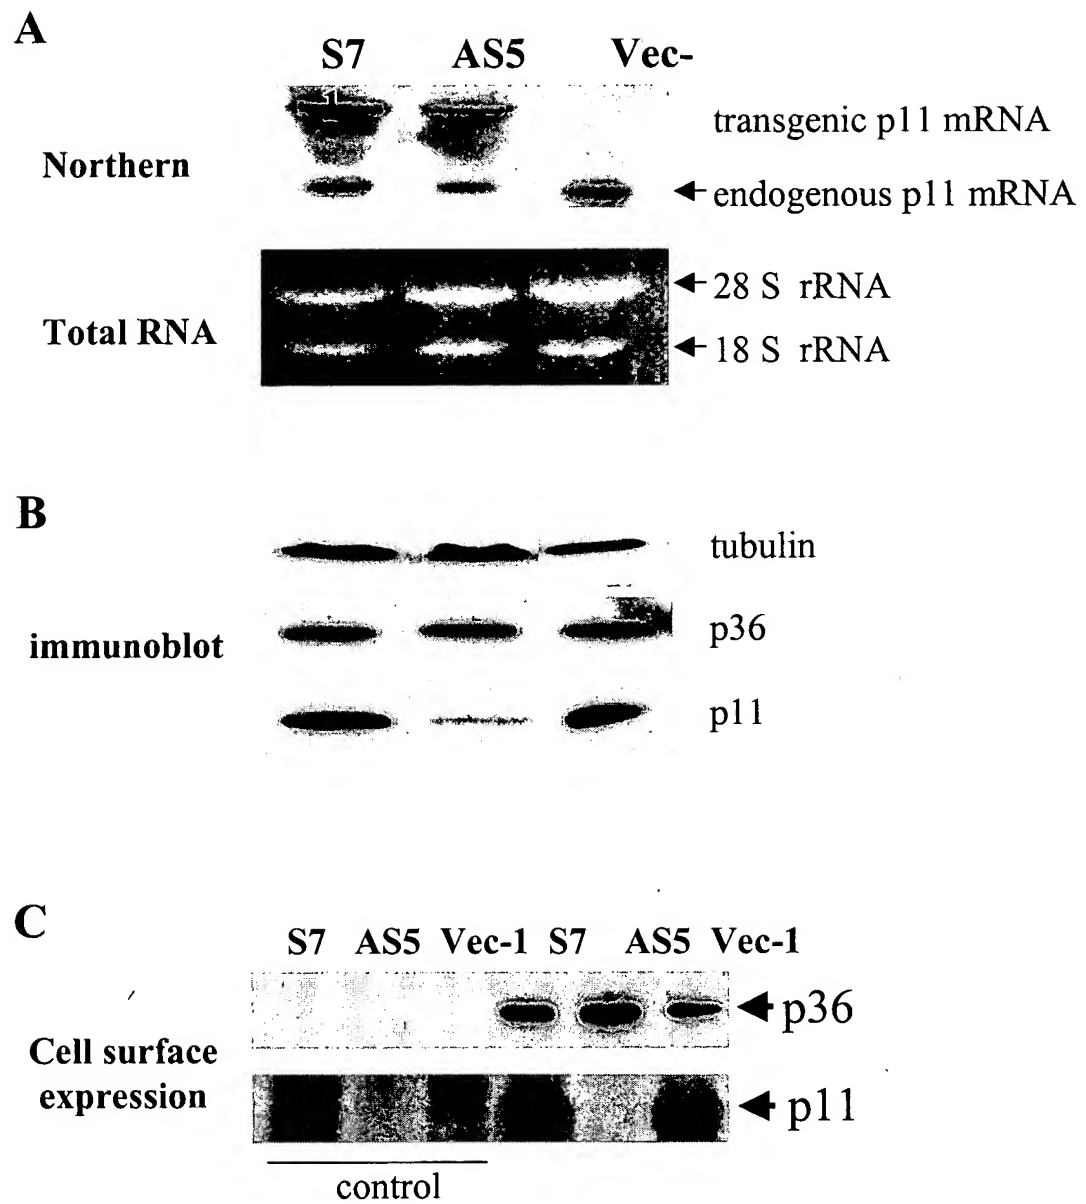 A
S7 AS5 Vec-
Northern
transgenic p11 mRNA
endogenous p11 mRNA
Total RNA
28 S rRNA
18 S rRNA
B
immunoblot
tubulin
p36
p11
C
S7 AS5 Vec-1 S7 AS5 Vec-1
Cell surface
expression
p36
p11
control